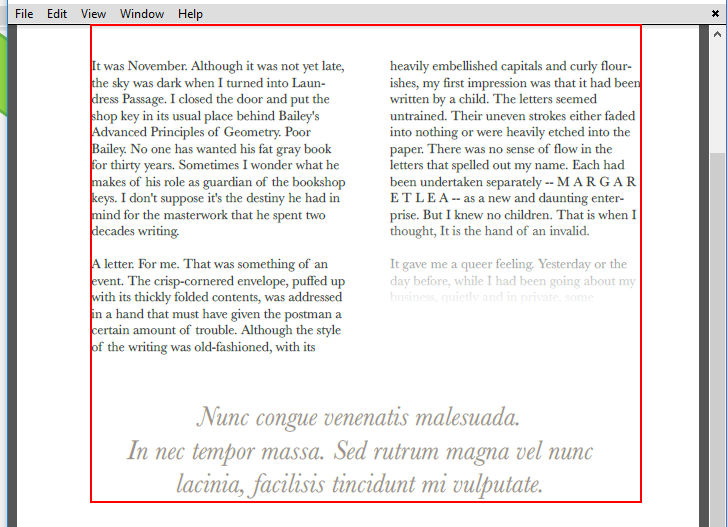 File Edit View Window Help
It was November. Although it was not yet late,
the sky was dark when I turned into Laun-
dress Passage. I closed the door and put the
shop key in its usual place behind Bailey's
Advanced Principles of Geometry. Poor
Bailey. No one has wanted his fat gray book
for thirty years. Sometimes I wonder what he
makes of his role as guardian of the bookshop
keys. I don't suppose it's the destiny he had in
mind for the masterwork that he spent two
decades writing.
A letter. For me. That was something of an
event. The crisp-cornered envelope, puffed up
with its thickly folded contents, was addressed
in a hand that must have given the postman a
certain amount of trouble. Although the style
of the writing was old-fashioned, with its
heavily embellished capitals and curly flour-
ishes, my first impression was that it had been
written by a child. The letters seemed
untrained. Their uneven strokes either faded
into nothing or were heavily etched into the
paper. There was no sense of flow in the
letters that spelled out my name. Each had
been undertaken separately -- M A R G A R
E T L E A -- as a new and daunting enter-
prise. But I knew no children. That is when I
thought, It is the hand of an invalid.
It gave me a queer feeling. Yesterday or the
day before, while I had been going about my
business, quietly and in private, some
Nunc congue venenatis malesuada.
In nec tempor massa. Sed rutrum magna vel nunc
lacinia, facilisis tincidunt mi vulputate.